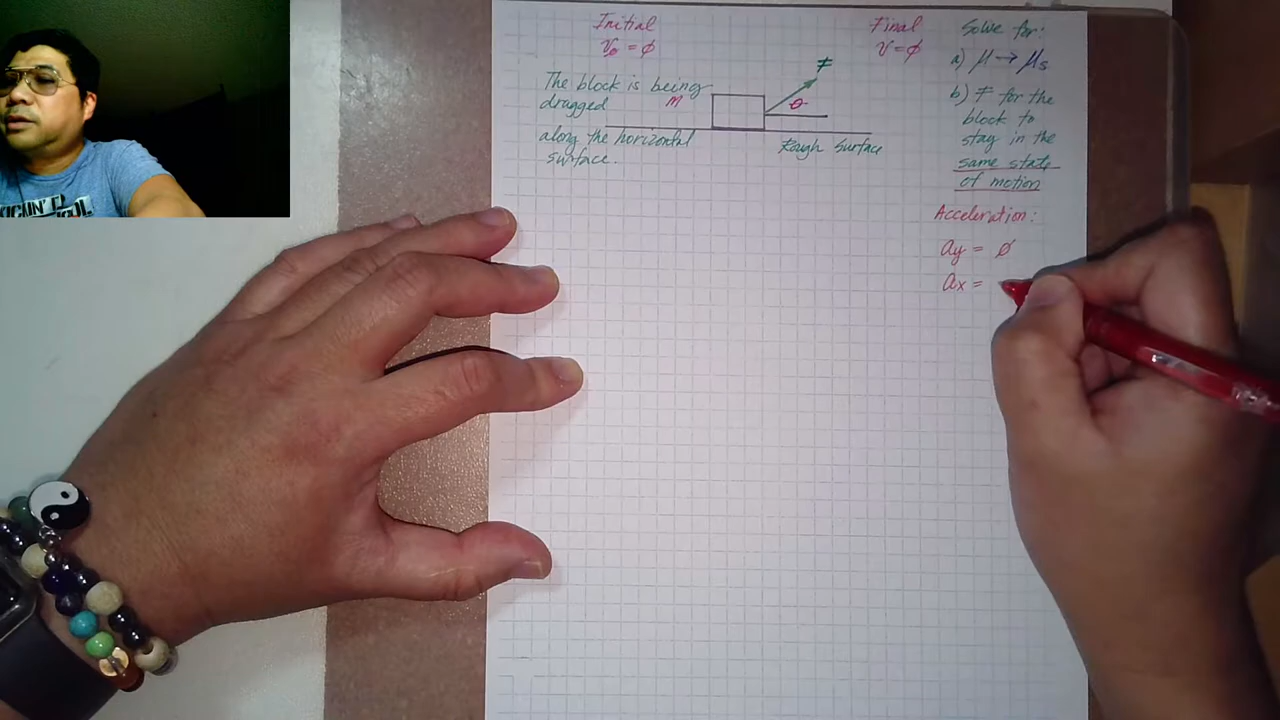 Initial
v₀ = ϕ
Final
v = ϕ
Solve for:
a) μ → μs
b) F for the
block to
stay in the
same state
of motion
The block is being
dragged
along the horizontal
surface.
m
F
θ
Rough surface
Acceleration:
ay = ϕ
ax =